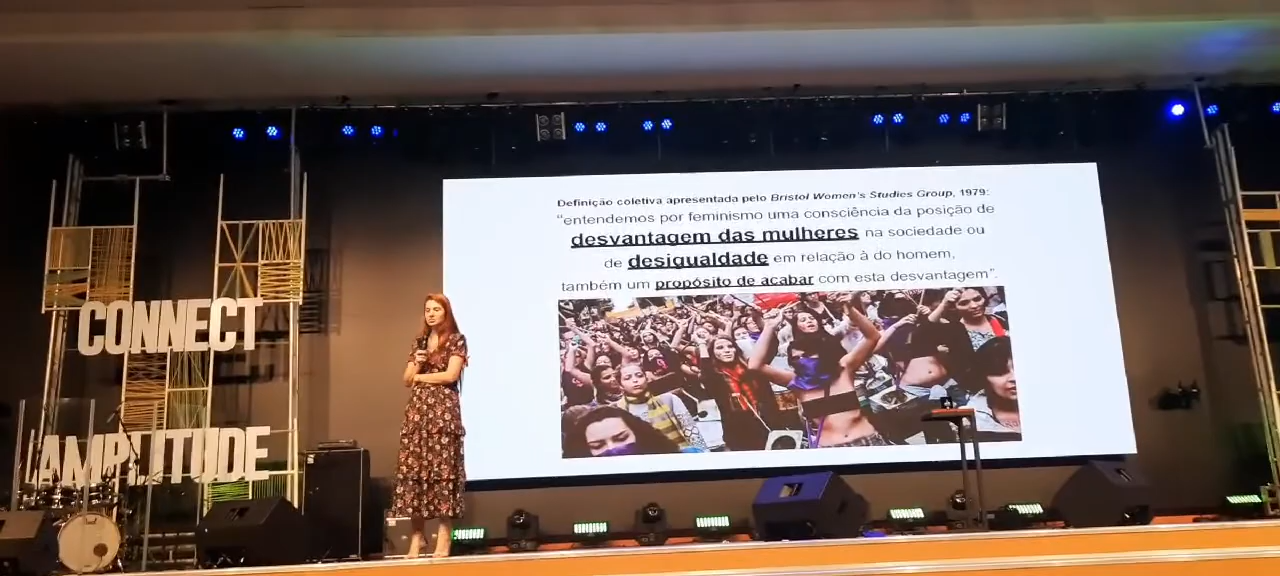 Definição coletiva apresentada pelo Bristol Women's Studies Group, 1979:
“entendemos por feminismo uma consciência da posição de
desvantagem das mulheres na sociedade ou
de desigualdade em relação à do homem,
também um propósito de acabar com esta desvantagem”.
CONNECT
AMPLITUDE